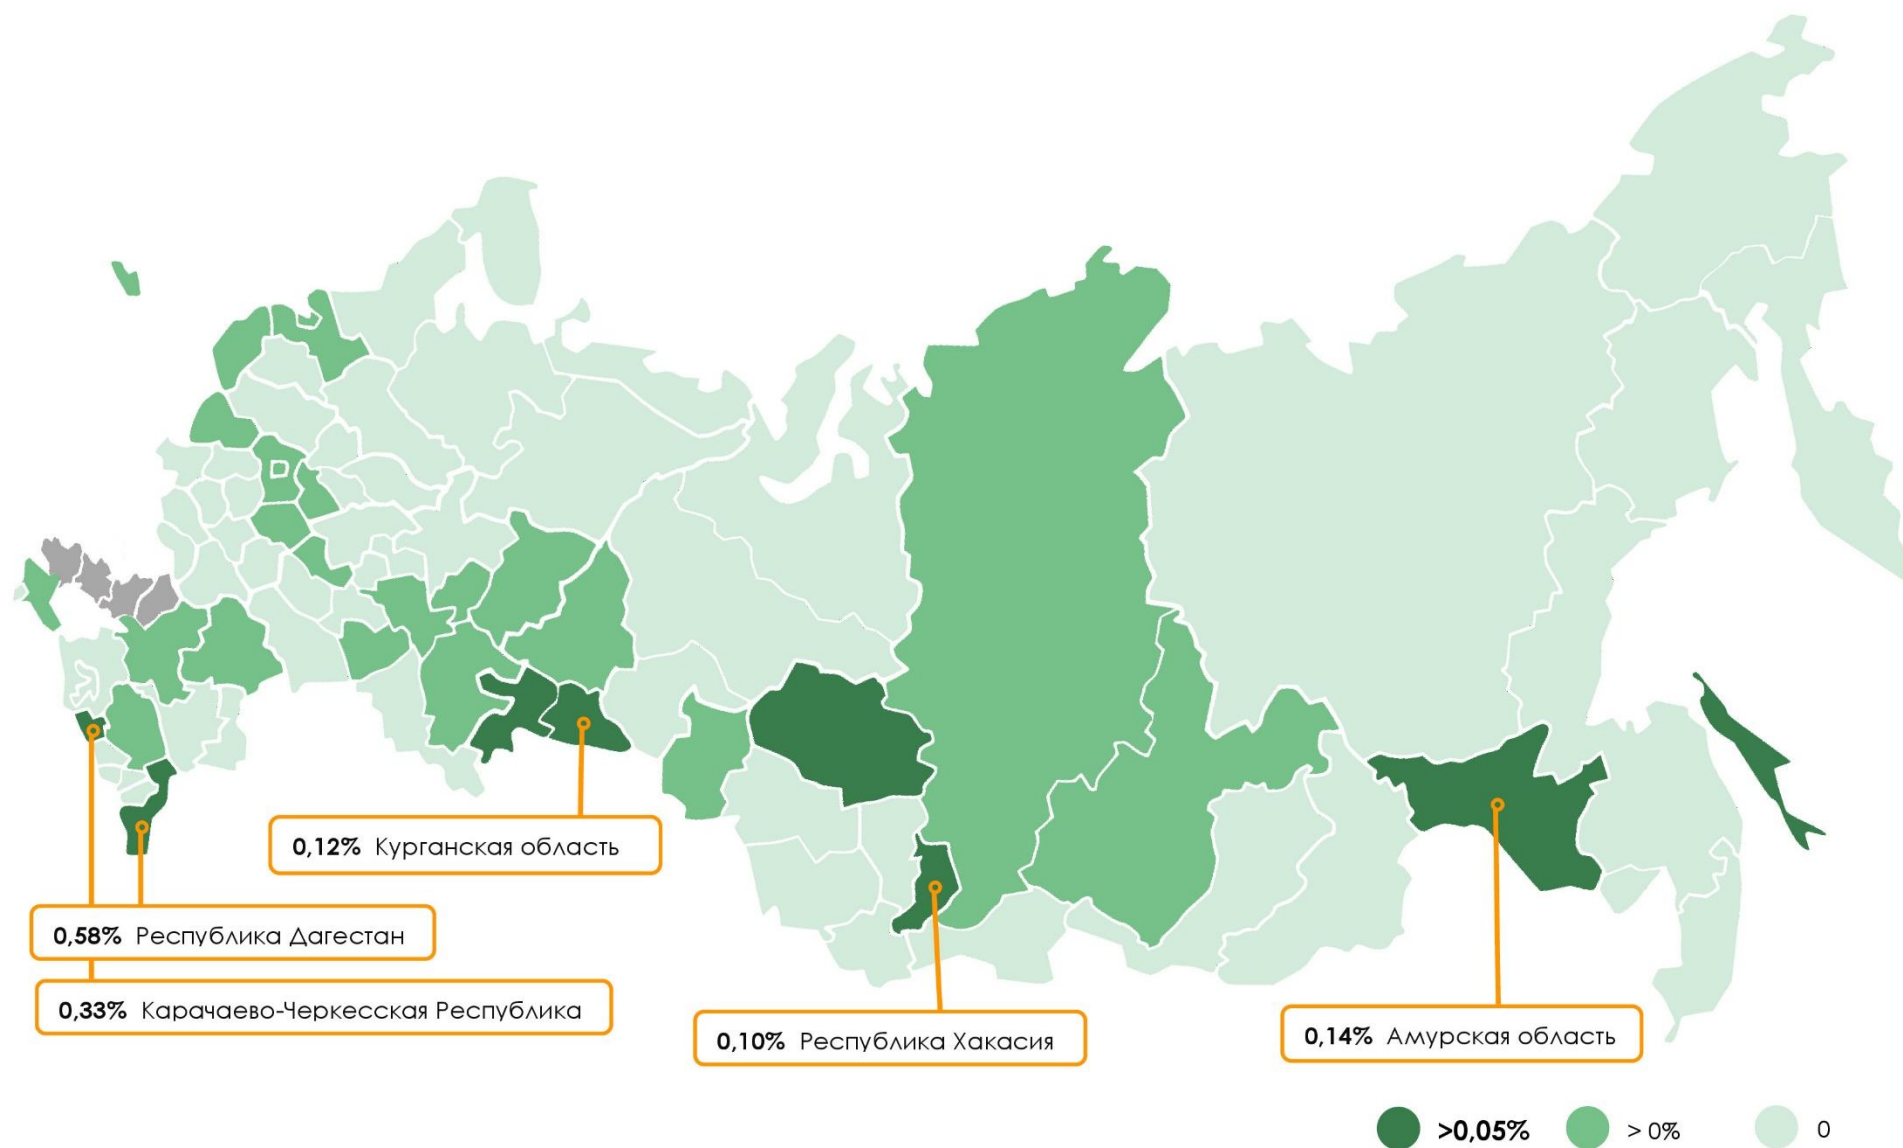 0,12% Курганская область
0,58% Республика Дагестан
0,33% Карачаево-Черкесская Республика
0,10% Республика Хакасия
0,14% Амурская область
>0,05%
> 0%
0